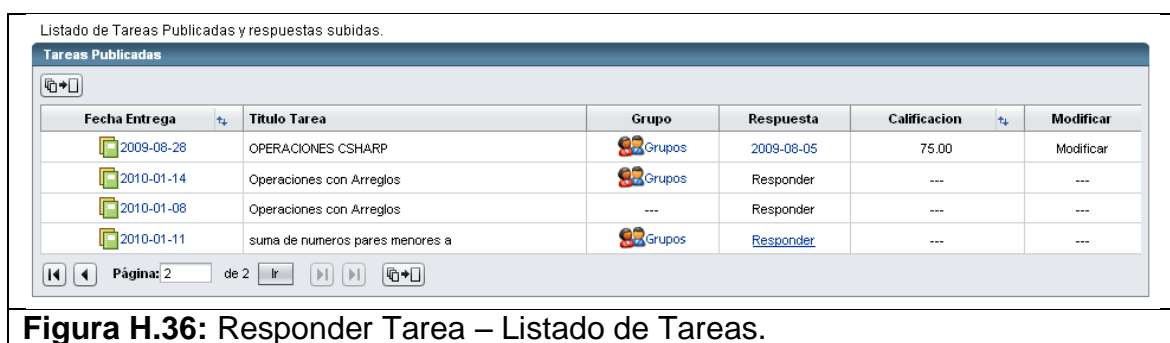 Listado de Tareas Publicadas y respuestas subidas.
Tareas Publicadas
Fecha Entrega Titulo Tarea Grupo Respuesta Calificacion Modificar
2009-08-28 OPERACIONES CSHARP Grupos 2009-08-05 75.00 Modificar
2010-01-14 Operaciones con Arreglos Grupos Responder --- ---
2010-01-08 Operaciones con Arreglos --- Responder --- ---
2010-01-11 suma de numeros pares menores a Grupos Responder --- ---
Página: 2 de 2 Ir
Figura H.36: Responder Tarea – Listado de Tareas.